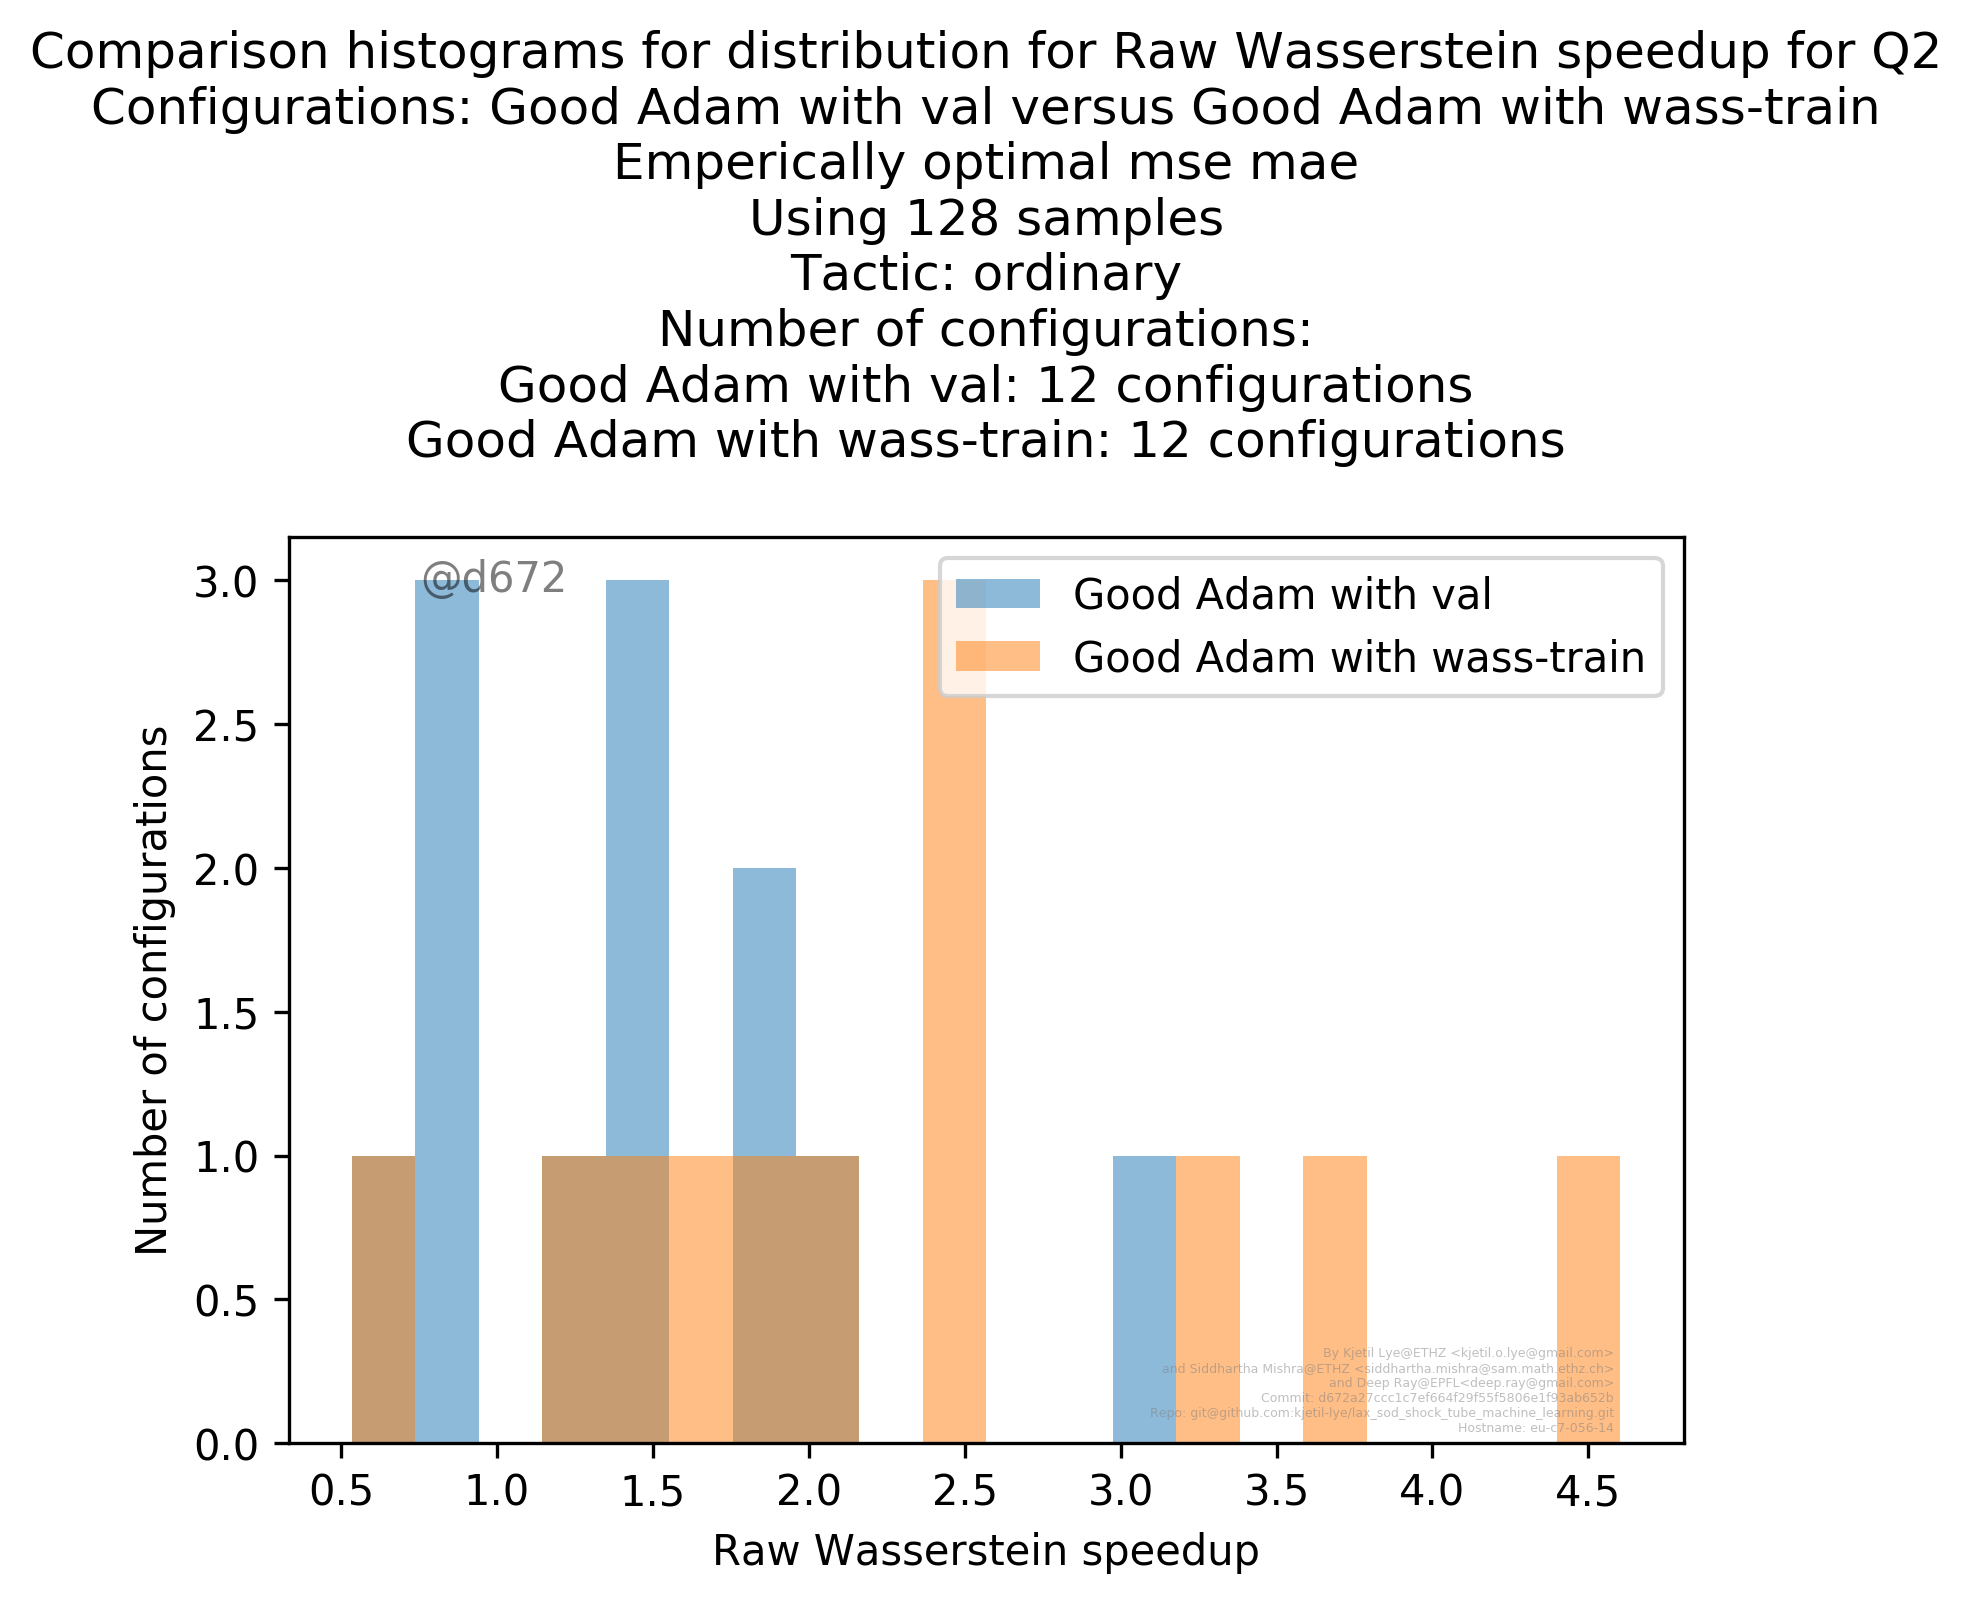 Comparison histograms for distribution for Raw Wasserstein speedup for Q2
Configurations: Good Adam with val versus Good Adam with wass-train
Emperically optimal mse mae
Using 128 samples
Tactic: ordinary
Number of configurations:
Good Adam with val: 12 configurations
Good Adam with wass-train: 12 configurations
@d672
Good Adam with val
Good Adam with wass-train
3.0
2.5
2.0
1.5
1.0
0.5
0.0
Number of configurations
By Kjetil Lye@ETHZ <kjetil.o.lye@gmail.com>
and Siddhartha Mishra@ETHZ <siddhartha.mishra@sam.math.ethz.ch>
and Deep Ray@EPFL<deep.ray@gmail.com>
Commit: d672a27ccc1c7ef664f29f55f5806e1f93ab652b
Repo: git@github.com:kjetil-lye/lax_sod_shock_tube_machine_learning.git
Hostname: eu-c7-056-14
0.5 1.0 1.5 2.0 2.5 3.0 3.5 4.0 4.5
Raw Wasserstein speedup